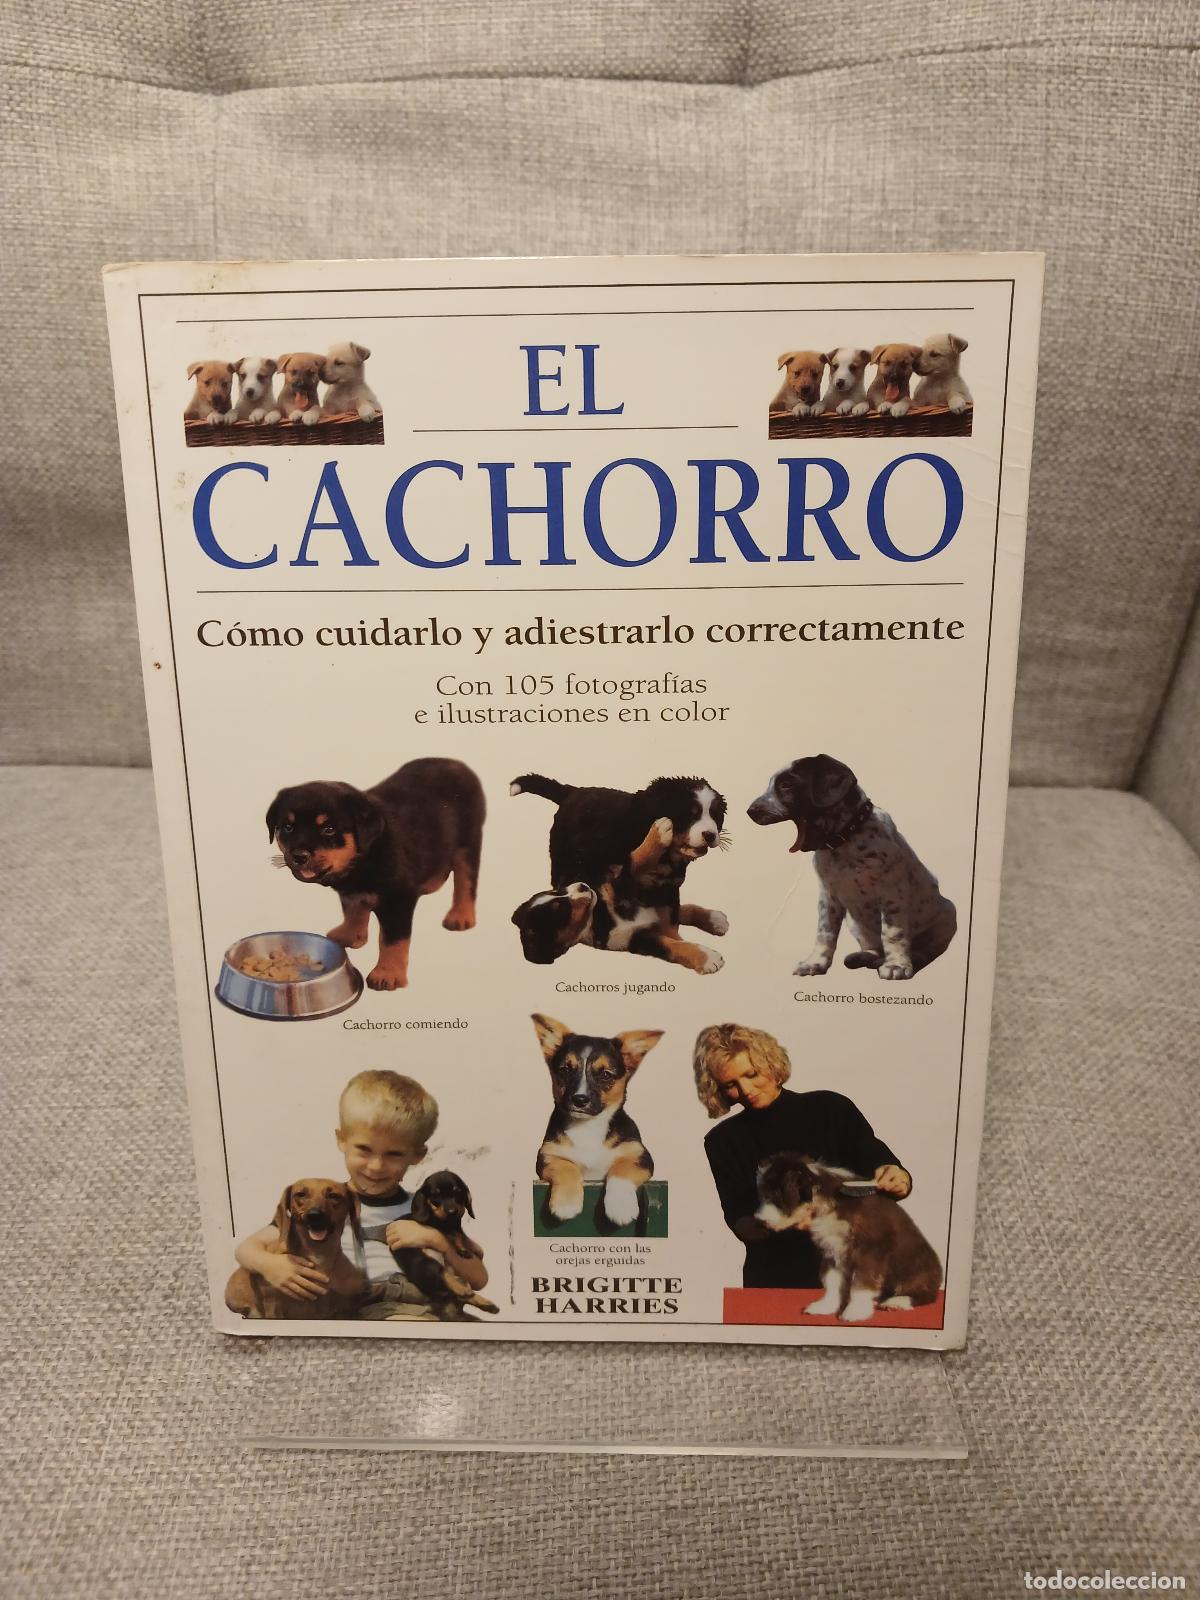 EL
CACHORRO
Cómo cuidarlo y adiestrarlo correctamente
Con 105 fotografías
e ilustraciones en color
Cachorro comiendo
Cachorros jugando
Cachorro bostezando
Cachorro con las
orejas erguidas
BRIGITTE
HARRIES
todocoleccion